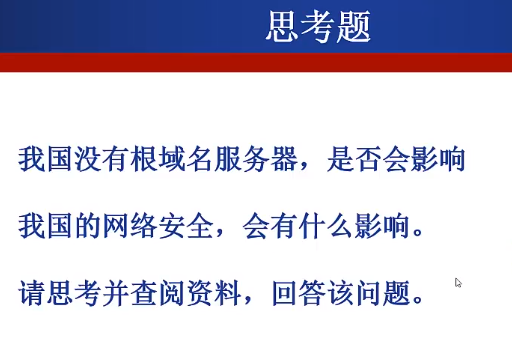 思考题
我国没有根域名服务器，是否会影响
我国的网络安全，会有什么影响。
请思考并查阅资料，回答该问题。